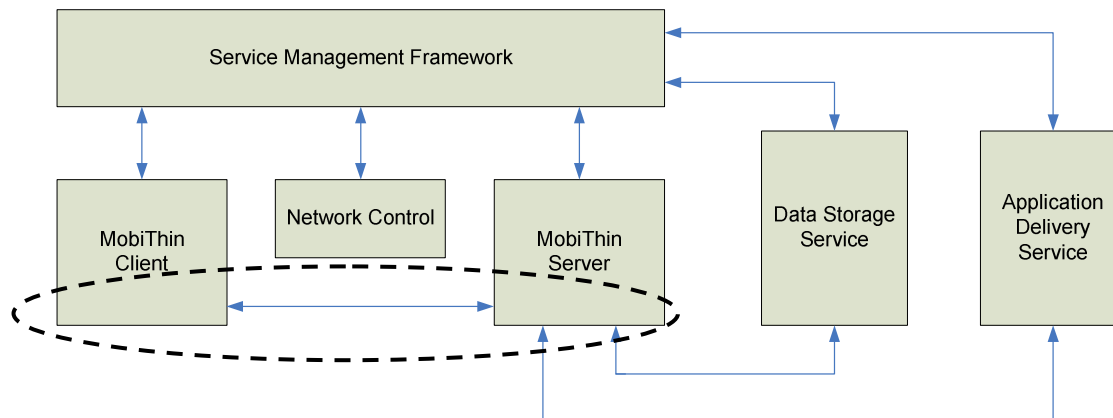 Service Management Framework
MobiThin
Client
Network Control
MobiThin
Server
Data Storage
Service
Application
Delivery
Service